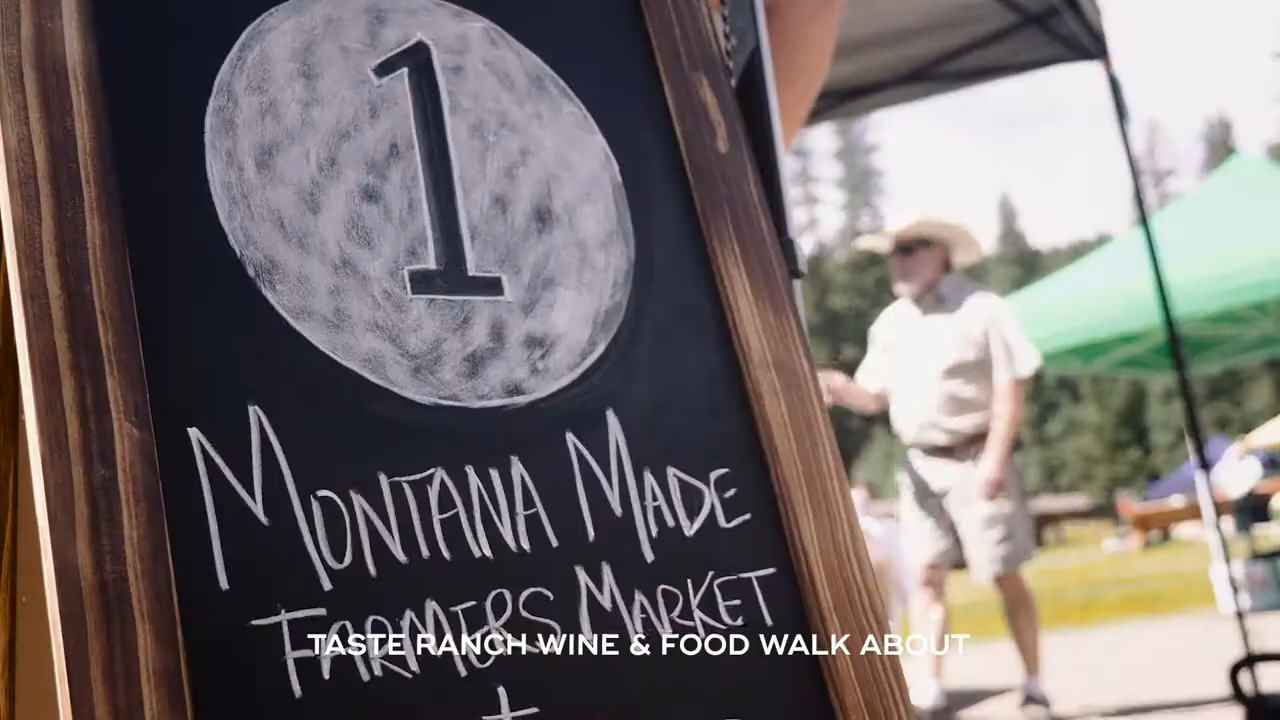 1
MONTANA MADE
FARMERS MARKET
+
TASTE RANCH WINE & FOOD WALK ABOUT